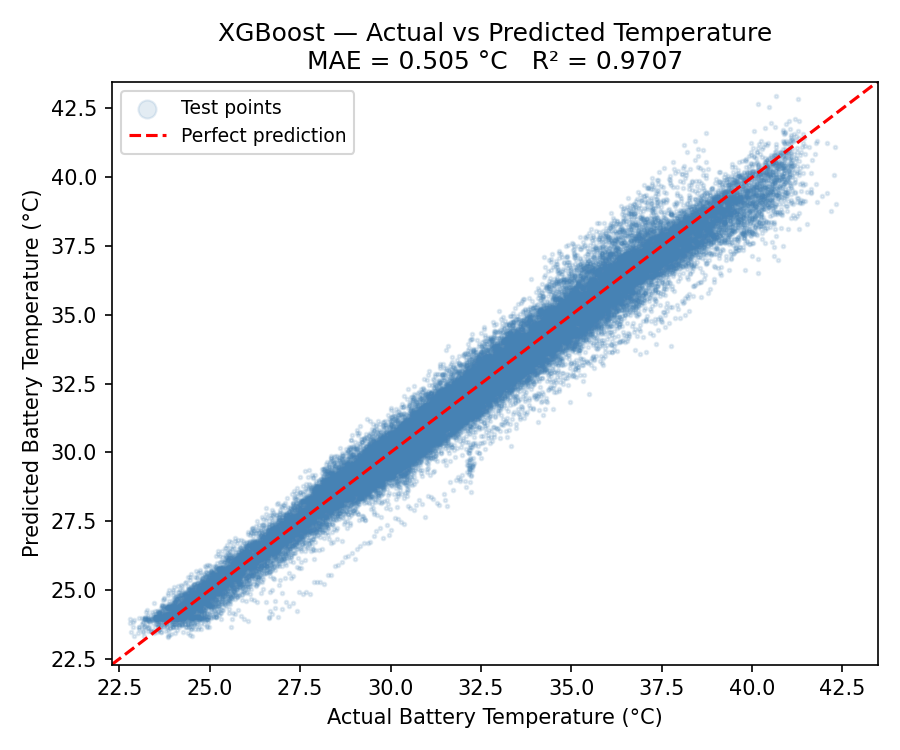 XGBoost — Actual vs Predicted Temperature
MAE = 0.505 °C   R² = 0.9707
Test points
Perfect prediction
Predicted Battery Temperature (°C)
42.5
40.0
37.5
35.0
32.5
30.0
27.5
25.0
22.5
22.5 25.0 27.5 30.0 32.5 35.0 37.5 40.0 42.5
Actual Battery Temperature (°C)